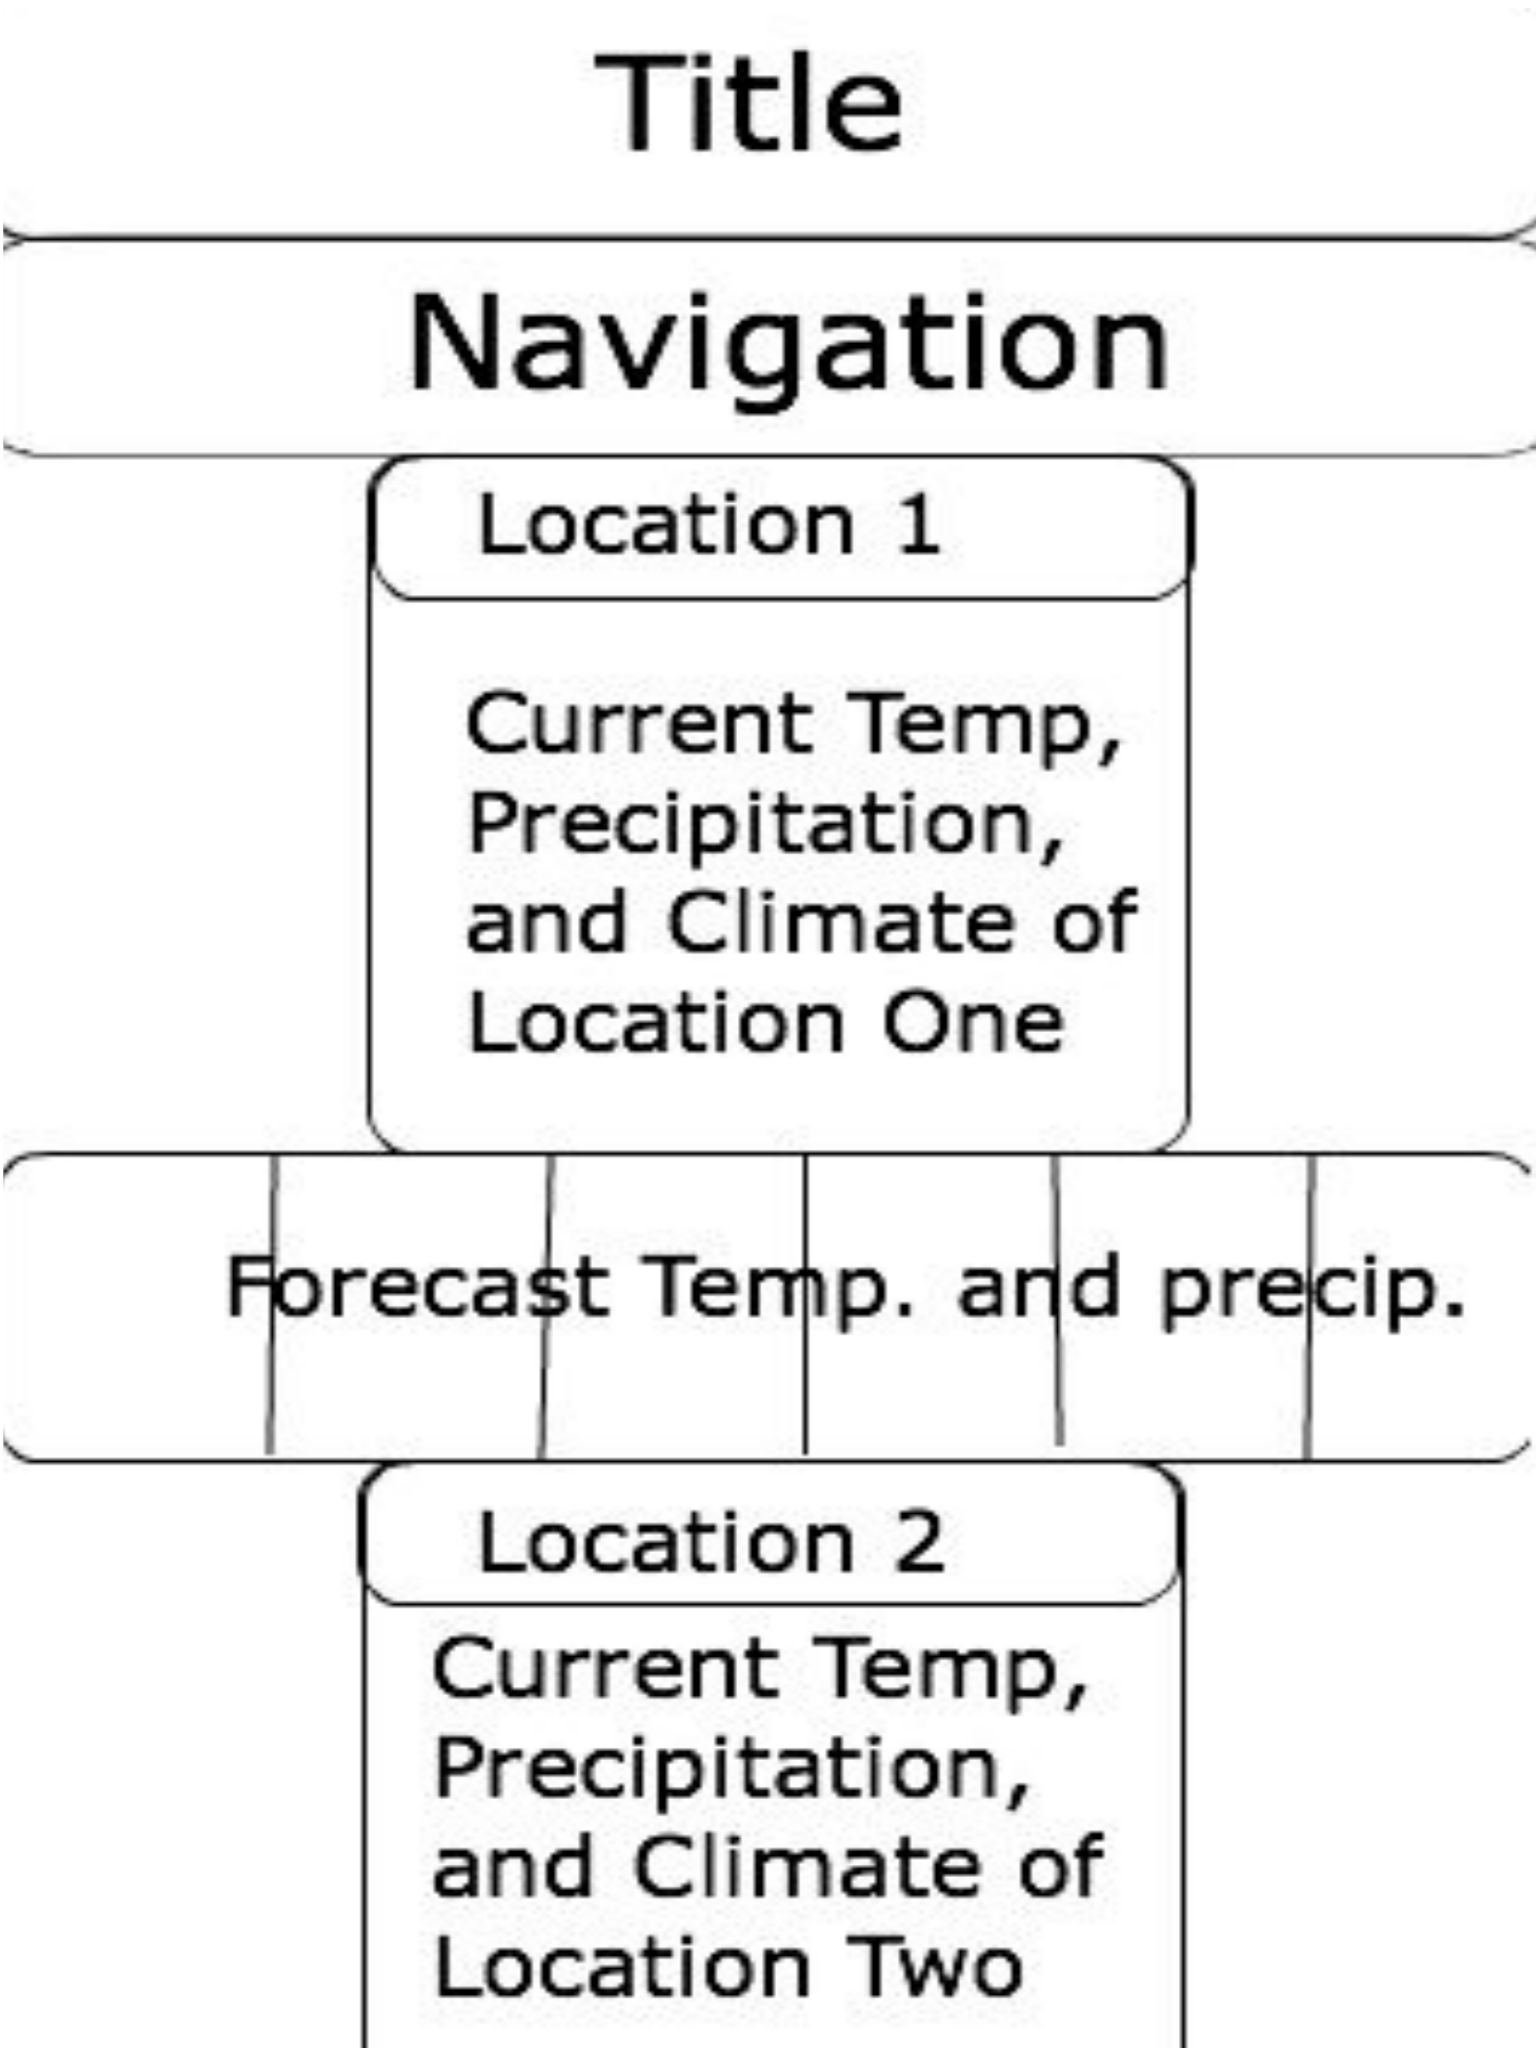 Title
Navigation
Location 1
Current Temp,
Precipitation,
and Climate of
Location One
Forecast Temp. and precip.
Location 2
Current Temp,
Precipitation,
and Climate of
Location Two